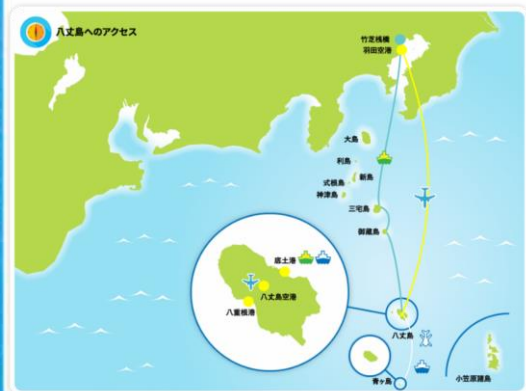 八丈島へのアクセス
竹芝桟橋
羽田空港
大島
利島
新島
式根島
神津島
三宅島
御蔵島
底土港
八丈島空港
八重根港
八丈島
青ヶ島
小笠原諸島